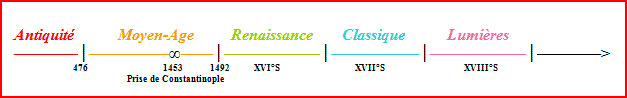 Antiquité Moyen-Age Renaissance Classique Lumières
476 1453 1492 XVI°S XVII°S XVIII°S
Prise de Constantinople